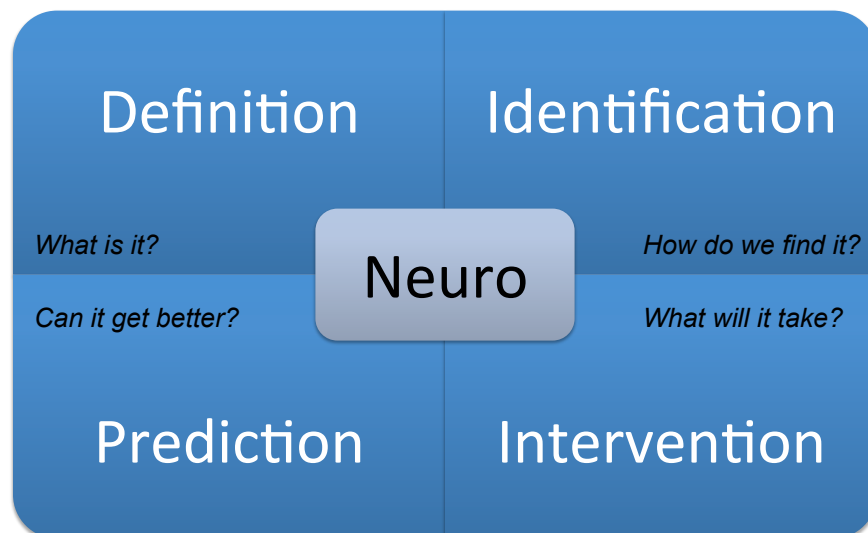 Definition
Identification
What is it?
How do we find it?
Neuro
Can it get better?
What will it take?
Prediction
Intervention